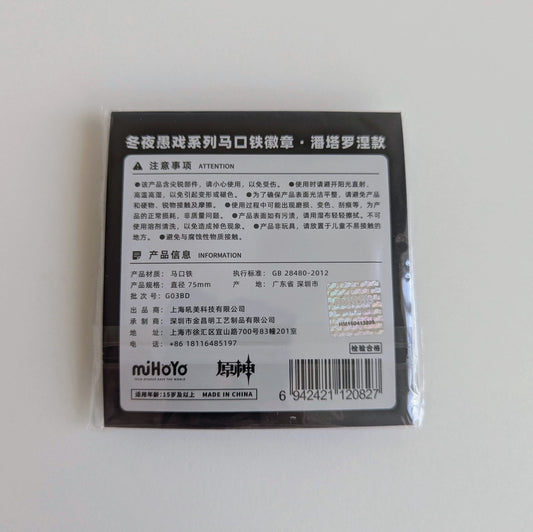 冬夜愚戏系列马口铁徽章·潘塔罗涅款
注意事项 ATTENTION
●该产品含尖锐部件，请小心使用，以免受伤。 ●使用时请避开阳光直射、
高温高湿，以免引起变形或褪色。 ●为了确保产品表面光洁平整，请避免产品
和硬物、锐物接触及摩擦。 ●使用过程中可能出现磨损、变色、刮痕等，为产
品的正常损耗，非质量问题。 ●产品表面如有污渍，请用湿布轻轻擦拭。不可
使用溶剂清洗，以免造成掉色现象。 ●产品非玩具，请放置于儿童不易接触的
地方。 ●避免与腐蚀性物质接触。
产品信息 INFORMATION
产品材质： 马口铁 执行标准：GB 28480-2012
产品规格： 直径 75mm 产 地：广东省 深圳市
批 次 号： G03BD
出 品 商： 上海吼美科技有限公司
承 制 商： 深圳市金昌明工艺制品有限公司
地 址： 上海市徐汇区宜山路700号83幢201室
电 话： +86 18116485197
检验合格
miHoYo
TECH OTAKUS SAVE THE WORLD
原神
适用年龄:15岁及以上 MADE IN CHINA
6 942421 120827